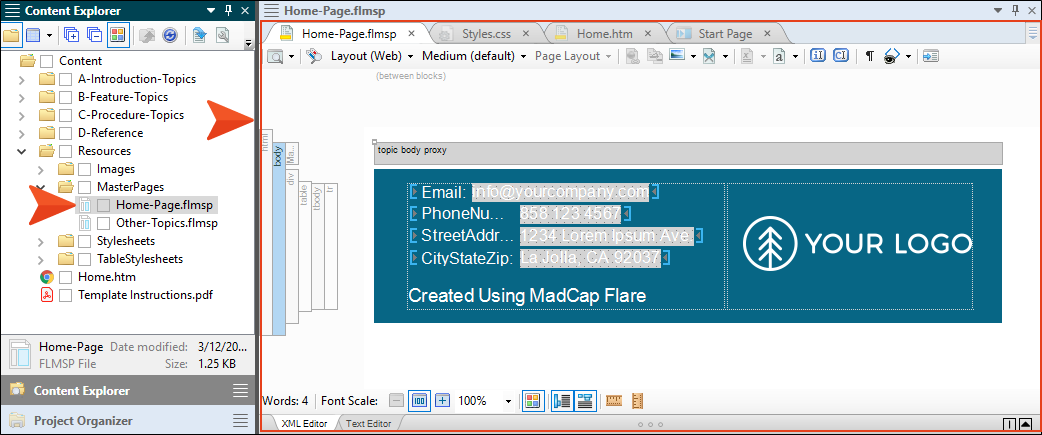 Content Explorer
Content
A-Introduction-Topics
B-Feature-Topics
C-Procedure-Topics
D-Reference
Resources
Images
MasterPages
Home-Page.flmsp
Other-Topics.flmsp
Stylesheets
TableStylesheets
Home.htm
Template Instructions.pdf
Home-Page Date modified: 3/12/20...
FLMSP File Size: 1.25 KB
Content Explorer
Project Organizer
Home-Page.flmsp
Home-Page.flmsp Styles.css Home.htm Start Page
Layout (Web) Medium (default) Page Layout
(between blocks)
html
body
Ma...
div
table
tbody
tr
topic body proxy
Email: info@yourcompany.com
PhoneNu... 858 123 4567
StreetAddr... 1234 Lorem Ipsum Ave.
CityStateZip: La Jolla, CA 92037
Created Using MadCap Flare
YOUR LOGO
Words: 4 Font Scale: 100 100%
XML Editor Text Editor